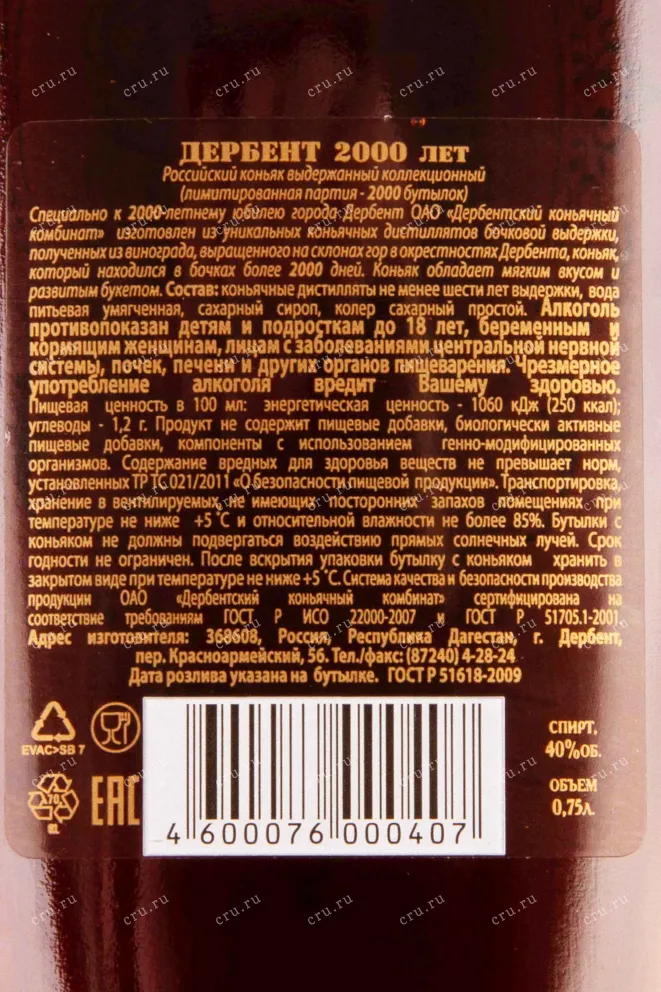 ДЕРБЕНТ 2000 ЛЕТ
Российский коньяк выдержанный коллекционный
(лимитированная партия - 2000 бутылок)
Специально к 2000-летнему юбилею города Дербент ОАО «Дербентский коньячный
комбинат» изготовлен из уникальных коньячных дистиллятов бочковой выдержки,
полученных из винограда, выращенного на склонах гор в окрестностях Дербента, коньяк,
который находился в бочках более 2000 дней. Коньяк обладает мягким вкусом и
развитым букетом. Состав: коньячные дистилляты не менее шести лет выдержки, вода
питьевая умягченная, сахарный сироп, колер сахарный простой. Алкоголь
противопоказан детям и подросткам до 18 лет, беременным и
кормящим женщинам, лицам с заболеваниями центральной нервной
системы, почек, печени и других органов пищеварения. Чрезмерное
употребление алкоголя вредит Вашему здоровью.
Пищевая ценность в 100 мл: энергетическая ценность - 1060 кДж (250 ккал);
углеводы - 1,2 г. Продукт не содержит пищевые добавки, биологически активные
пищевые добавки, компоненты с использованием генно-модифицированных
организмов. Содержание вредных для здоровья веществ не превышает норм,
установленных ТР ТС 021/2011 «О безопасности пищевой продукции». Транспортировка,
хранение в вентилируемых, не имеющих посторонних запахов помещениях при
температуре не ниже +5˚С и относительной влажности не более 85%. Бутылки с
коньяком не должны подвергаться воздействию прямых солнечных лучей. Срок
годности не ограничен. После вскрытия упаковки бутылку с коньяком хранить в
закрытом виде при температуре не ниже +5 ˚С. Система качества и безопасности производства
продукции ОАО «Дербентский коньячный комбинат» сертифицирована на
соответствие требованиям ГОСТ Р ИСО 22000-2007 и ГОСТ Р 51705.1-2001.
Адрес изготовителя: 368608, Россия, Республика Дагестан, г. Дербент,
пер. Красноармейский, 56. Тел./факс: (87240) 4-28-24
Дата розлива указана на бутылке. ГОСТ Р 51618-2009
EVAC>SB 7
70
GL
EAC
4 600076 000407
СПИРТ.
40%ОБ.
ОБЪЕМ
0,75Л.
cru.ru